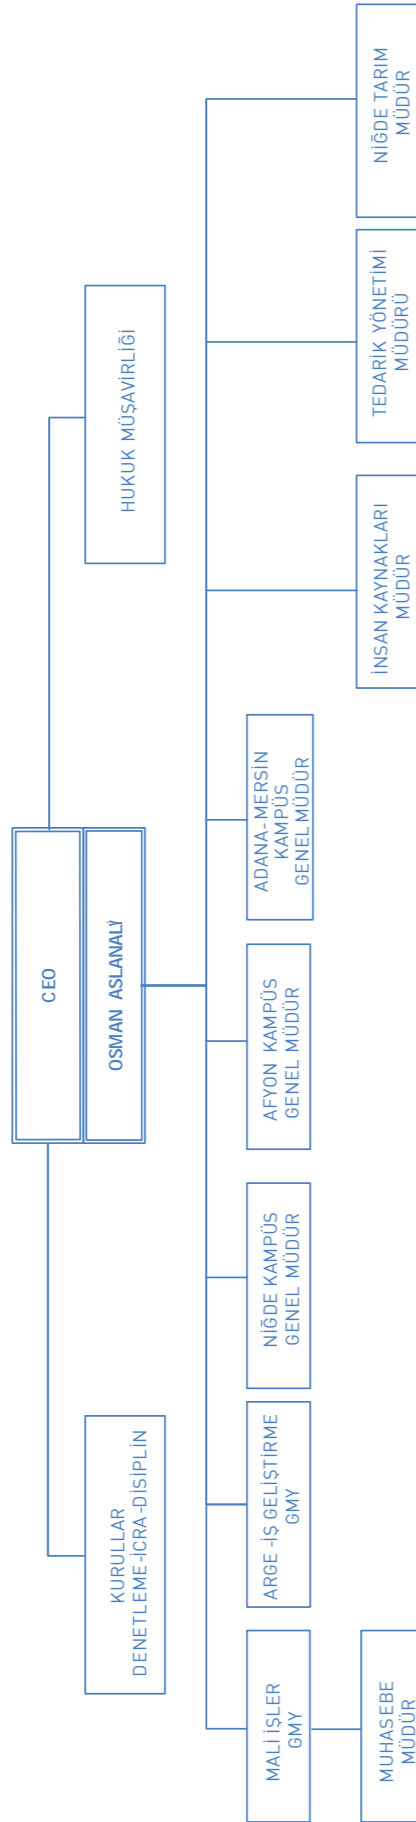 CEO
OSMAN ASLANALİ
KURULLAR
DENETLEME-İCRA-DİSİPLİN
HUKUK MÜŞAVİRLİĞİ
MALİ İŞLER
GMY
ARGE -İŞ GELİŞTİRME
GMY
NİĞDE KAMPÜS
GENEL MÜDÜR
AFYON KAMPÜS
GENEL MÜDÜR
ADANA- MERSİN
KAMPÜS
GENEL MÜDÜR
MUHASEBE
MÜDÜR
İNSAN KAYNAKLARI
MÜDÜR
TEDARİK YÖNETİMİ
MÜDÜRÜ
NİĞDE TARIM
MÜDÜR